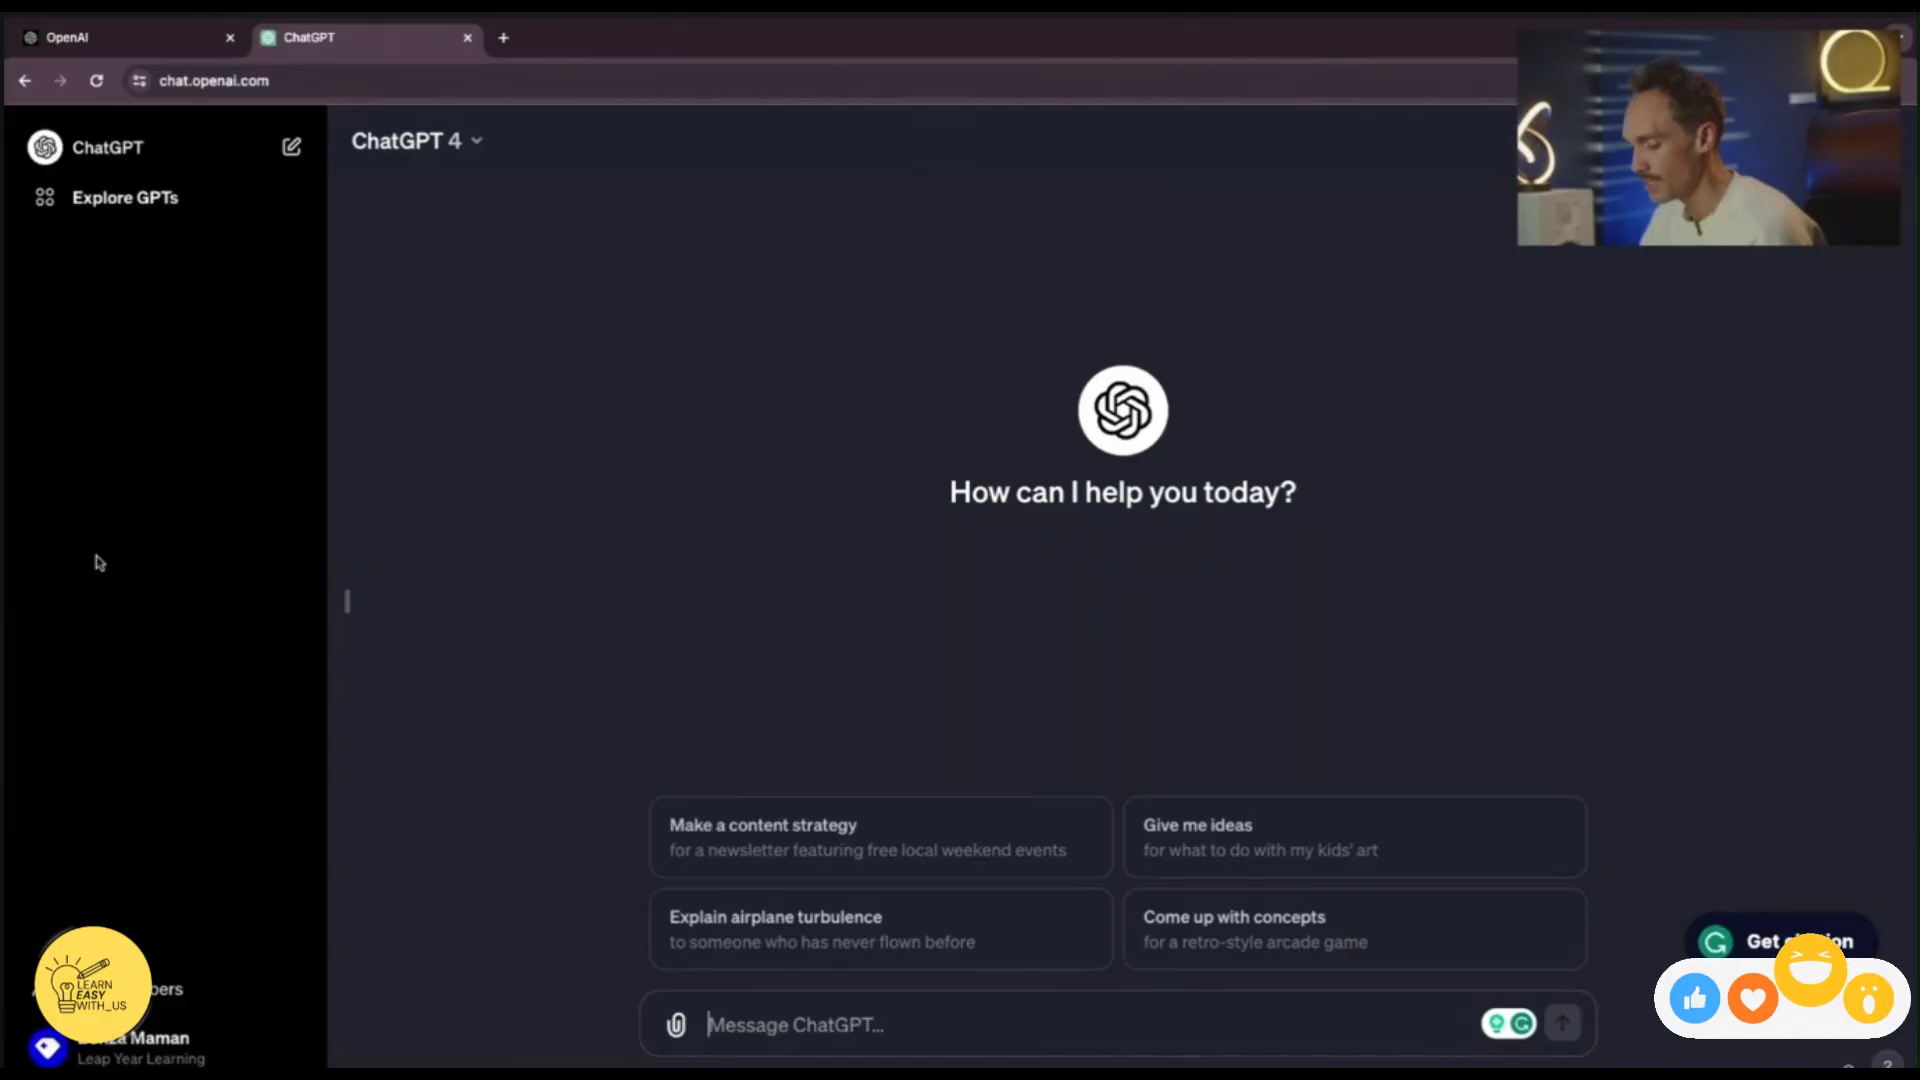 OpenAI
ChatGPT
chat.openai.com
ChatGPT
Explore GPTs
ChatGPT 4
How can I help you today?
Make a content strategy
for a newsletter featuring free local weekend events
Give me ideas
for what to do with my kids' art
Explain airplane turbulence
to someone who has never flown before
Come up with concepts
for a retro-style arcade game
Get
Message ChatGPT...
LEARN
EASY
WITH_US
Maman
Leap Year Learning
?